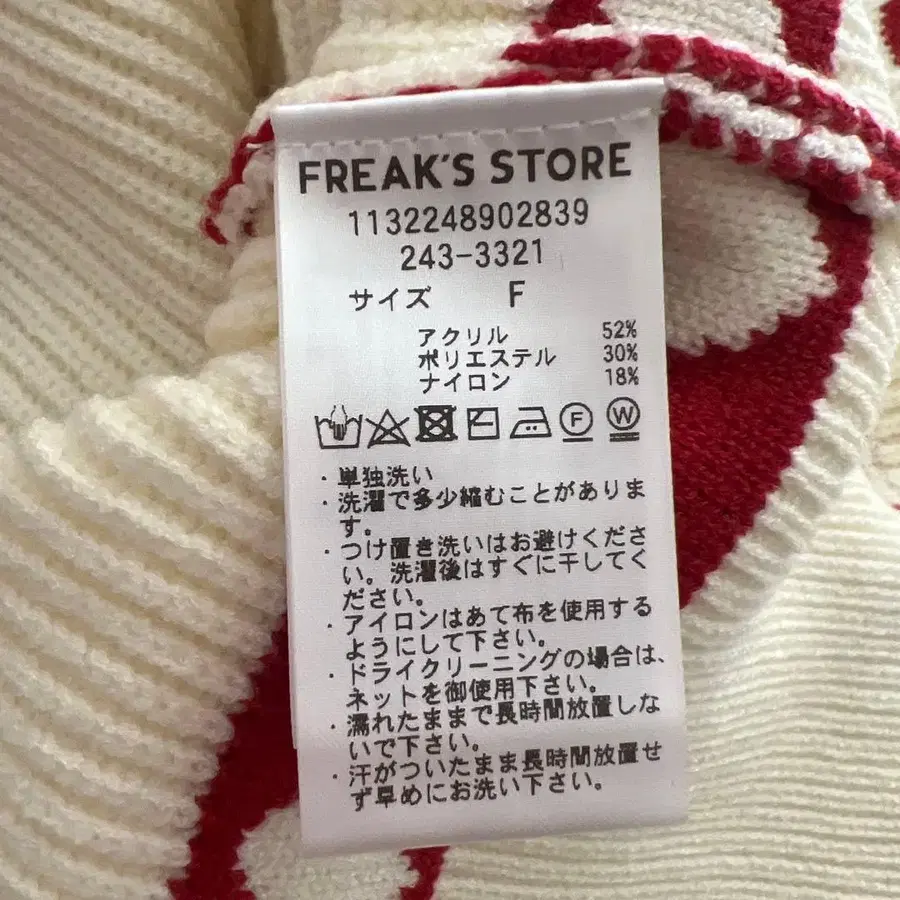 FREAK'S STORE
1132248902839
243-3321
サイズ F
アクリル 52%
ポリエステル 30%
ナイロン 18%
F W
・単独洗い
・洗濯で多少縮むことがありま
す。
・つけ置き洗いはお避けくださ
い。洗濯後はすぐに干してく
ださい。
・アイロンはあて布を使用する
ようにして下さい。
・ドライクリーニングの場合は、
ネットを御使用下さい。
・濡れたままで長時間放置しな
いで下さい。
・汗がついたまま長時間放置せ
ず早めにお洗い下さい。